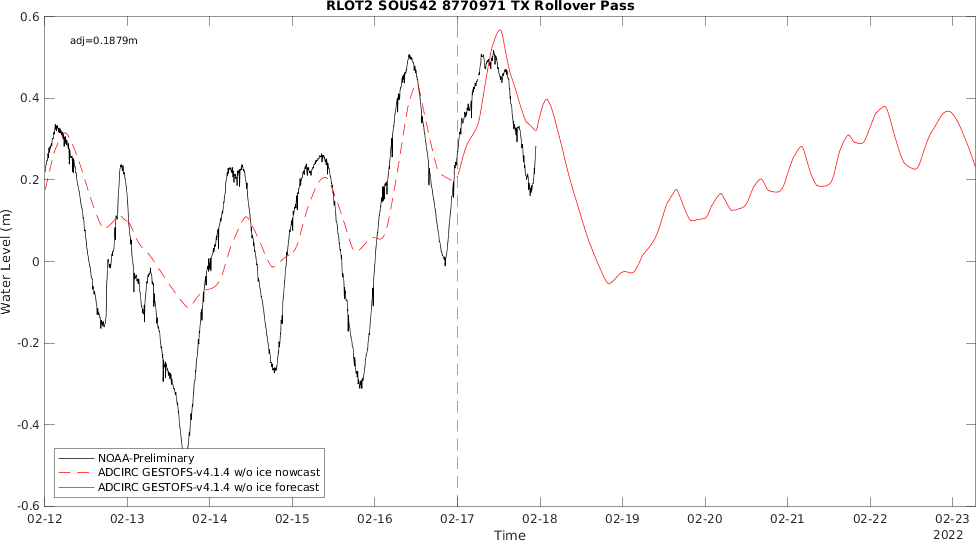 RLOT2 SOUS42 8770971 TX Rollover Pass
adj=0.1879m
0.6
0.4
0.2
0
-0.2
-0.4
-0.6
Water Level (m)
NOAA-Preliminary
ADCIRC GESTOFS-v4.1.4 w/o ice nowcast
ADCIRC GESTOFS-v4.1.4 w/o ice forecast
02-12 02-13 02-14 02-15 02-16 02-17 02-18 02-19 02-20 02-21 02-22 02-23
Time
2022